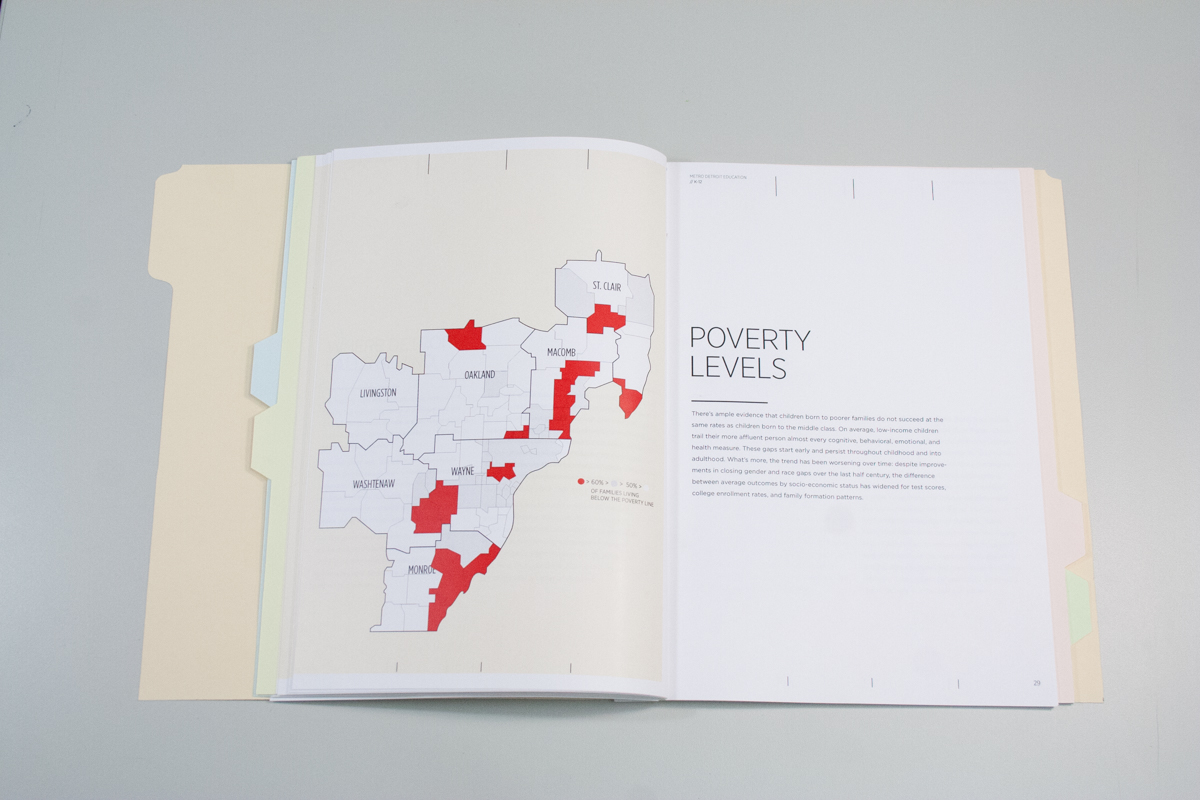 ST. CLAIR
MACOMB
OAKLAND
LIVINGSTON
WAYNE
WASHTENAW
MONROE
> 60% > > 50% >
OF FAMILIES LIVING
BELOW THE POVERTY LINE
METRO DETROIT EDUCATION
POVERTY
LEVELS
There's ample evidence that children born to poorer families do not succeed at the
same rates as children born to the middle class. On average, low-income children
trail their more affluent person almost every cognitive, behavioral, emotional, and
health measure. These gaps start early and persist throughout childhood and into
adulthood. What's more, the trend has been worsening over time: despite improve-
ments in closing gender and race gaps over the last half century, the difference
between average outcomes by socio-economic status has widened for test scores,
college enrollment rates, and family formation patterns.
29